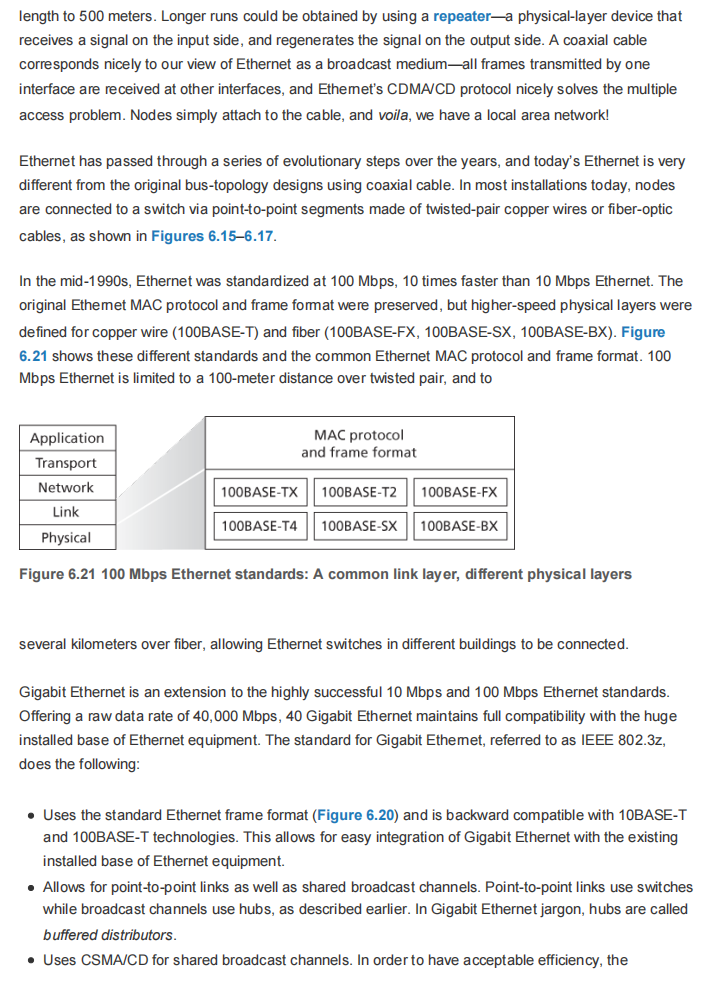 length to 500 meters. Longer runs could be obtained by using a repeater—a physical-layer device that
receives a signal on the input side, and regenerates the signal on the output side. A coaxial cable
corresponds nicely to our view of Ethernet as a broadcast medium—all frames transmitted by one
interface are received at other interfaces, and Ethernet's CDMA/CD protocol nicely solves the multiple
access problem. Nodes simply attach to the cable, and voila, we have a local area network!
Ethernet has passed through a series of evolutionary steps over the years, and today's Ethernet is very
different from the original bus-topology designs using coaxial cable. In most installations today, nodes
are connected to a switch via point-to-point segments made of twisted-pair copper wires or fiber-optic
cables, as shown in Figures 6.15–6.17.
In the mid-1990s, Ethernet was standardized at 100 Mbps, 10 times faster than 10 Mbps Ethernet. The
original Ethernet MAC protocol and frame format were preserved, but higher-speed physical layers were
defined for copper wire (100BASE-T) and fiber (100BASE-FX, 100BASE-SX, 100BASE-BX). Figure
6.21 shows these different standards and the common Ethernet MAC protocol and frame format. 100
Mbps Ethernet is limited to a 100-meter distance over twisted pair, and to
Application
Transport
Network
Link
Physical
MAC protocol
and frame format
100BASE-TX 100BASE-T2 100BASE-FX
100BASE-T4 100BASE-SX 100BASE-BX
Figure 6.21 100 Mbps Ethernet standards: A common link layer, different physical layers
several kilometers over fiber, allowing Ethernet switches in different buildings to be connected.
Gigabit Ethernet is an extension to the highly successful 10 Mbps and 100 Mbps Ethernet standards.
Offering a raw data rate of 40,000 Mbps, 40 Gigabit Ethernet maintains full compatibility with the huge
installed base of Ethernet equipment. The standard for Gigabit Ethernet, referred to as IEEE 802.3z,
does the following:
• Uses the standard Ethernet frame format (Figure 6.20) and is backward compatible with 10BASE-T
and 100BASE-T technologies. This allows for easy integration of Gigabit Ethernet with the existing
installed base of Ethernet equipment.
• Allows for point-to-point links as well as shared broadcast channels. Point-to-point links use switches
while broadcast channels use hubs, as described earlier. In Gigabit Ethernet jargon, hubs are called
buffered distributors.
• Uses CSMA/CD for shared broadcast channels. In order to have acceptable efficiency, the